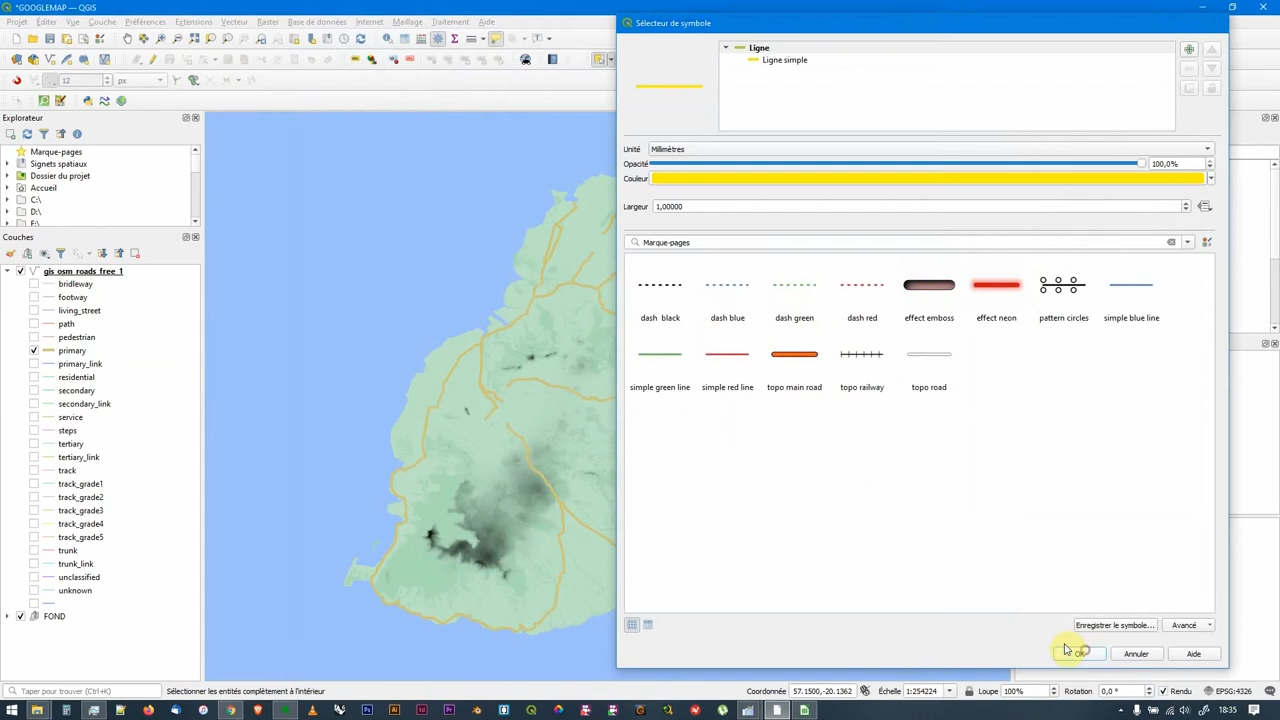 *GOOGLEMAP — QGIS
Projet Éditer Vue Couche Préférences Extensions Vecteur Raster Base de données Internet Maillage Traitement Aide
12 px
Explorateur
Marque-pages
Signets spatiaux
Dossier du projet
Accueil
C:\
D:\
Couches
gis_osm_roads_free_1
bridleway
footway
living_street
path
pedestrian
primary
primary_link
residential
secondary
secondary_link
service
steps
tertiary
tertiary_link
track
track_grade1
track_grade2
track_grade3
track_grade4
track_grade5
trunk
trunk_link
unclassified
unknown
FOND
Sélecteur de symbole
Ligne
Ligne simple
Unité Millimètres
Opacité 100,0%
Couleur
Largeur 1,00000
Marque-pages
dash black dash blue dash green dash red effect emboss effect neon pattern circles simple blue line
simple green line simple red line topo main road topo railway topo road
Enregistrer le symbole... Avancé
Annuler Aide
Taper pour trouver (Ctrl+K) Sélectionner les entités complètement à l'intérieur Coordonnée 57.1500,-20.1362 Échelle 1:254224 Loupe 100% Rotation 0,0 ° Rendu EPSG:4326
18:35